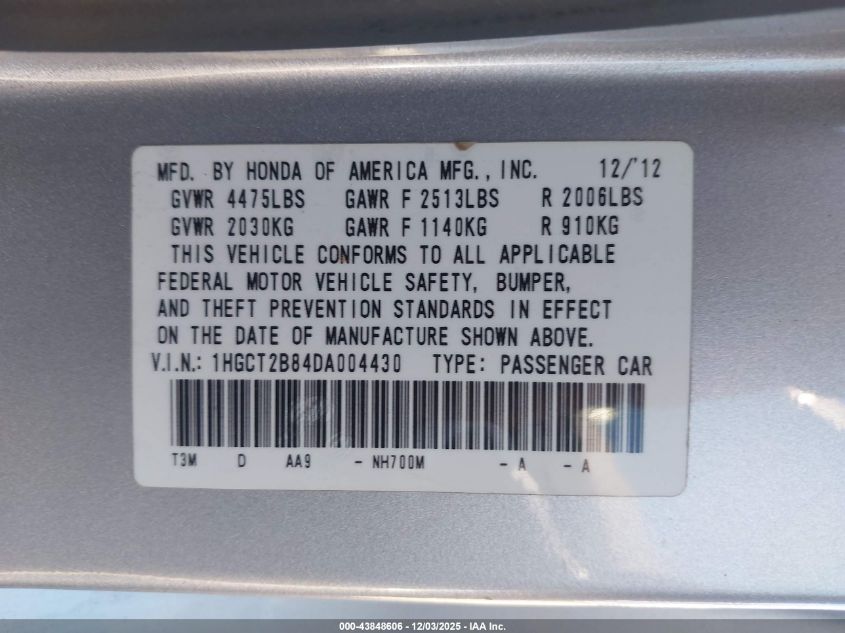 MFD. BY HONDA OF AMERICA MFG., INC. 12/'12
GVWR 4475LBS GAWR F 2513LBS R 2006LBS
GVWR 2030KG GAWR F 1140KG R 910KG
THIS VEHICLE CONFORMS TO ALL APPLICABLE
FEDERAL MOTOR VEHICLE SAFETY, BUMPER,
AND THEFT PREVENTION STANDARDS IN EFFECT
ON THE DATE OF MANUFACTURE SHOWN ABOVE.
V.I.N.: 1HGCT2B84DA004430 TYPE: PASSENGER CAR
T3M D AA9 - NH700M - A - A
000-43848606 - 12/03/2025 - IAA Inc.